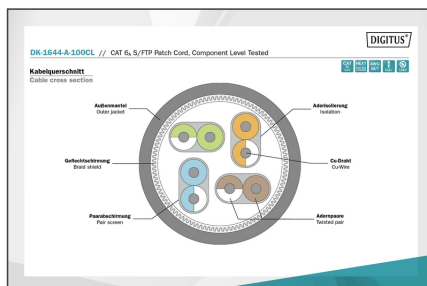 DIGITUS®
DK-1644-A-100CL // CAT 6A S/FTP Patch Cord, Component Level Tested
Kabelquerschnitt
Cable cross section
Außenmantel
Outer jacket
Aderisolierung
Isolation
Geflechtschirmung
Braid shield
Cu-Draht
Cu-Wire
Paarabschirmung
Pair screen
Adernpaare
Twisted pair